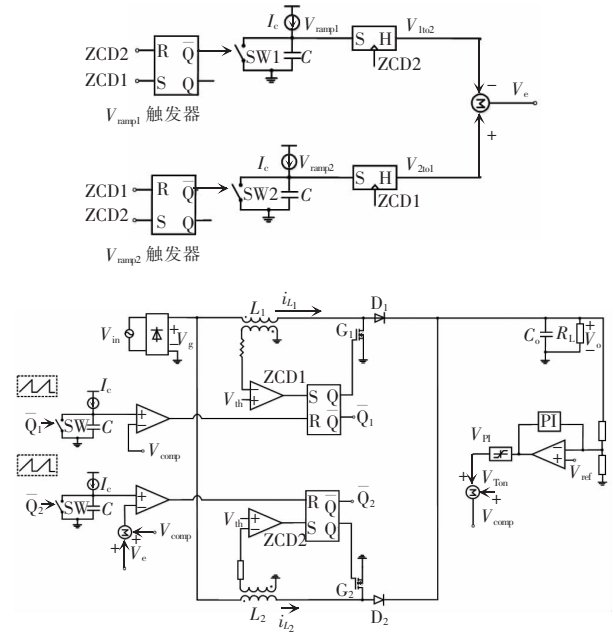 I_c V_ramp1 V_1to2
ZCD2 R Q̅ SW1 C S H
ZCD1 S Q ZCD2
V_ramp1 触发器
− Σ V_e
+
I_c V_ramp2 V_2to1
ZCD1 R Q̅ SW2 C S H
ZCD2 S Q ZCD1
V_ramp2 触发器
L_1 i_L1 D_1
V_in + − V_g G_1
C_o R_L + − V_o
ZCD1
V_th + − S Q
R Q̅ Q̅_1
I_c
Q̅_1 SW C + − V_comp
PI
V_PI
− + V_ref
V_Ton
+ Σ +
V_comp
I_c
Q̅_2 SW C + −
+ Σ + V_comp
V_e
R Q̅ Q̅_2
V_th − + S Q
ZCD2
G_2
L_2 i_L2 D_2